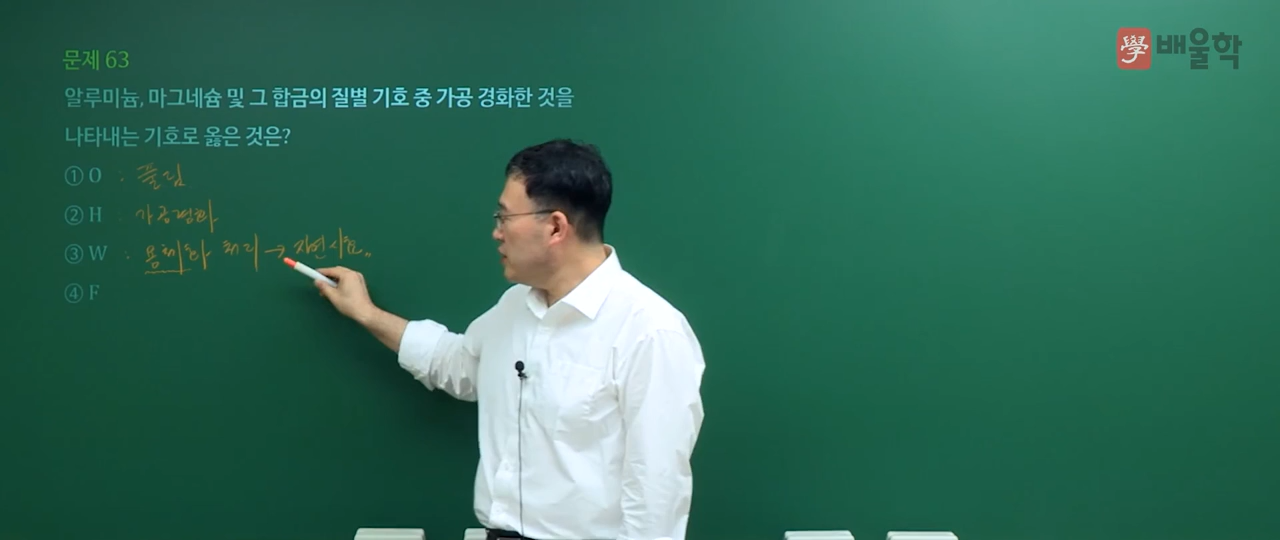 學 배울학
문제 63
알루미늄, 마그네슘 및 그 합금의 질별 기호 중 가공 경화한 것을
나타내는 기호로 옳은 것은?
① O : 풀림
② H : 가공경화
③ W : 용체화 처리 → 자연시효
④ F